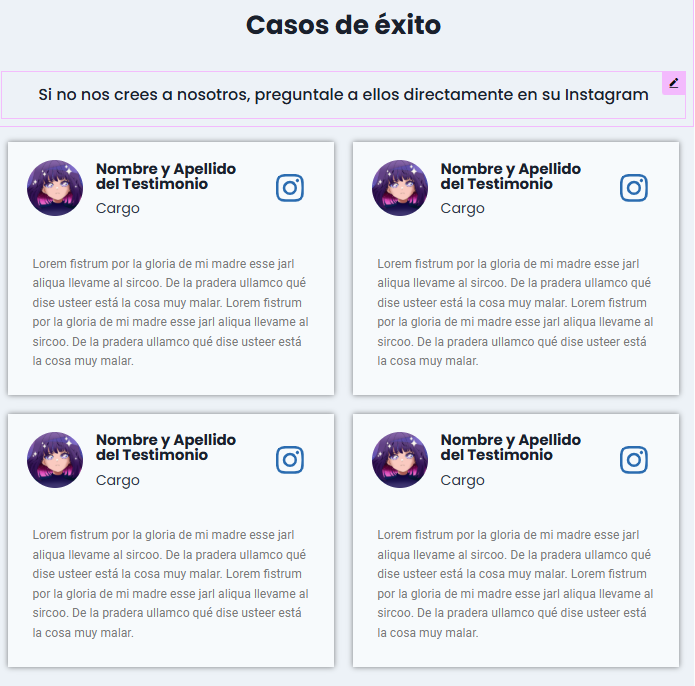 Casos de éxito
Si no nos crees a nosotros, preguntale a ellos directamente en su Instagram
Nombre y Apellido
del Testimonio
Cargo
Lorem fistrum por la gloria de mi madre esse jarl
aliqua llevame al sircoo. De la pradera ullamco qué
dise usteer está la cosa muy malar. Lorem fistrum
por la gloria de mi madre esse jarl aliqua llevame al
sircoo. De la pradera ullamco qué dise usteer está
la cosa muy malar.
Nombre y Apellido
del Testimonio
Cargo
Lorem fistrum por la gloria de mi madre esse jarl
aliqua llevame al sircoo. De la pradera ullamco qué
dise usteer está la cosa muy malar. Lorem fistrum
por la gloria de mi madre esse jarl aliqua llevame al
sircoo. De la pradera ullamco qué dise usteer está
la cosa muy malar.
Nombre y Apellido
del Testimonio
Cargo
Lorem fistrum por la gloria de mi madre esse jarl
aliqua llevame al sircoo. De la pradera ullamco qué
dise usteer está la cosa muy malar. Lorem fistrum
por la gloria de mi madre esse jarl aliqua llevame al
sircoo. De la pradera ullamco qué dise usteer está
la cosa muy malar.
Nombre y Apellido
del Testimonio
Cargo
Lorem fistrum por la gloria de mi madre esse jarl
aliqua llevame al sircoo. De la pradera ullamco qué
dise usteer está la cosa muy malar. Lorem fistrum
por la gloria de mi madre esse jarl aliqua llevame al
sircoo. De la pradera ullamco qué dise usteer está
la cosa muy malar.